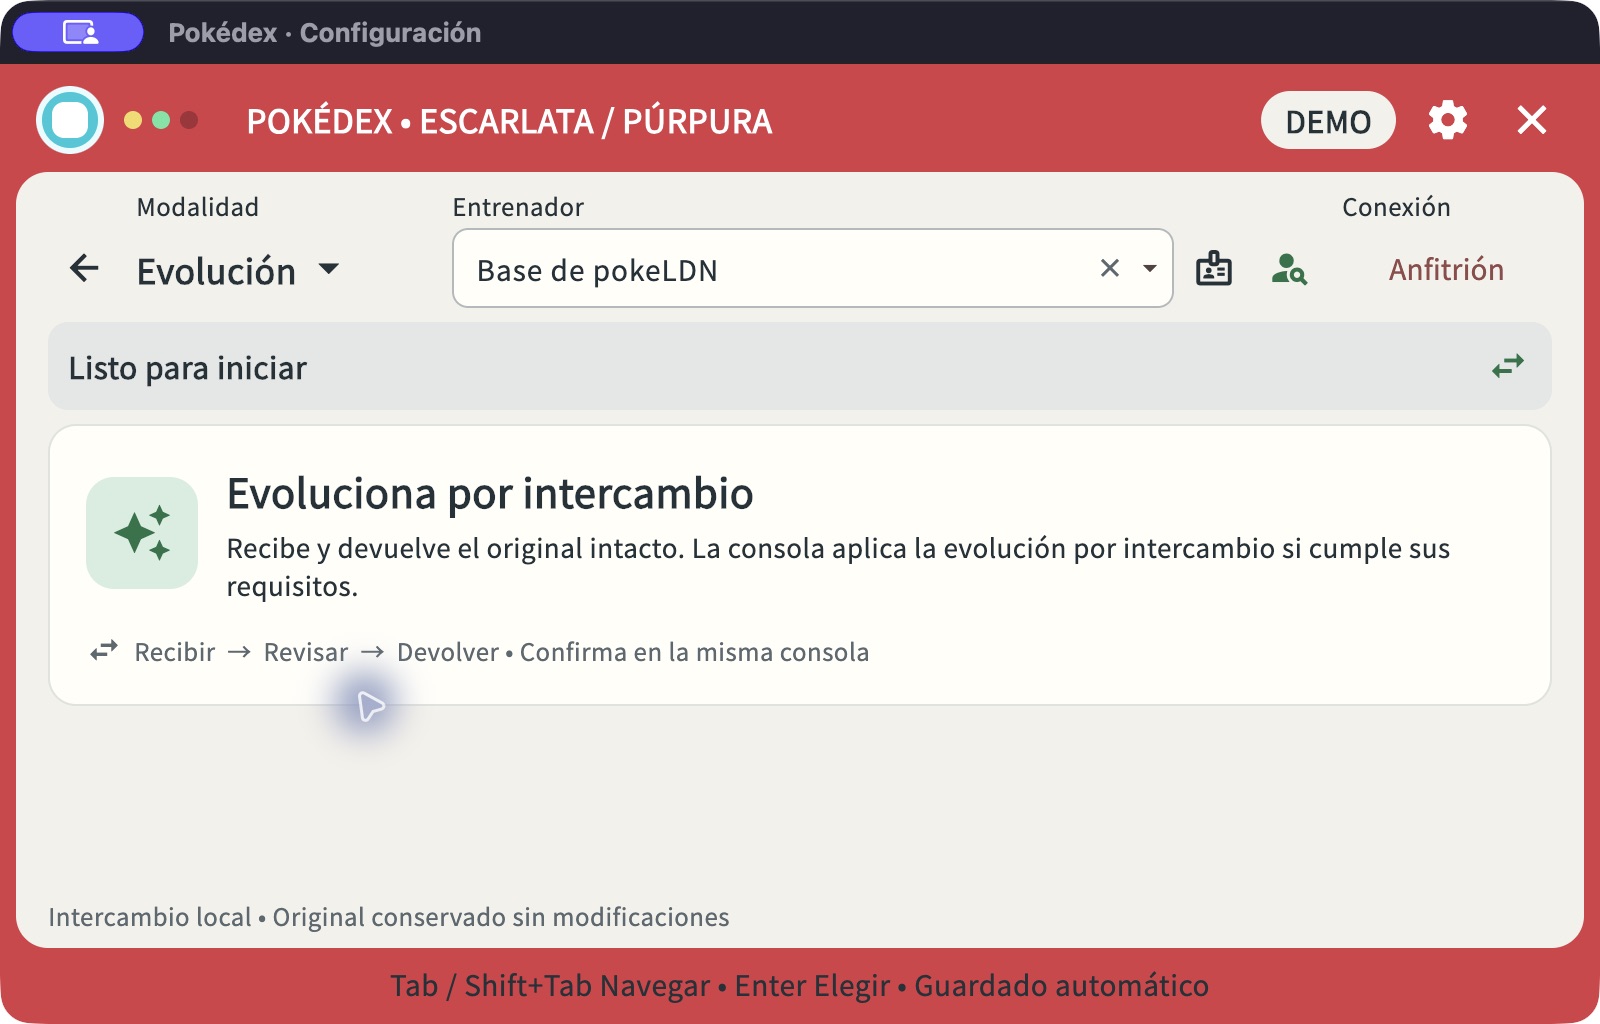 Pokédex · Configuración
POKÉDEX • ESCARLATA / PÚRPURA
DEMO
Modalidad
Entrenador
Conexión
Evolución
Base de pokeLDN
Anfitrión
Listo para iniciar
Evoluciona por intercambio
Recibe y devuelve el original intacto. La consola aplica la evolución por intercambio si cumple sus
requisitos.
Recibir → Revisar → Devolver • Confirma en la misma consola
Intercambio local • Original conservado sin modificaciones
Tab / Shift+Tab Navegar • Enter Elegir • Guardado automático